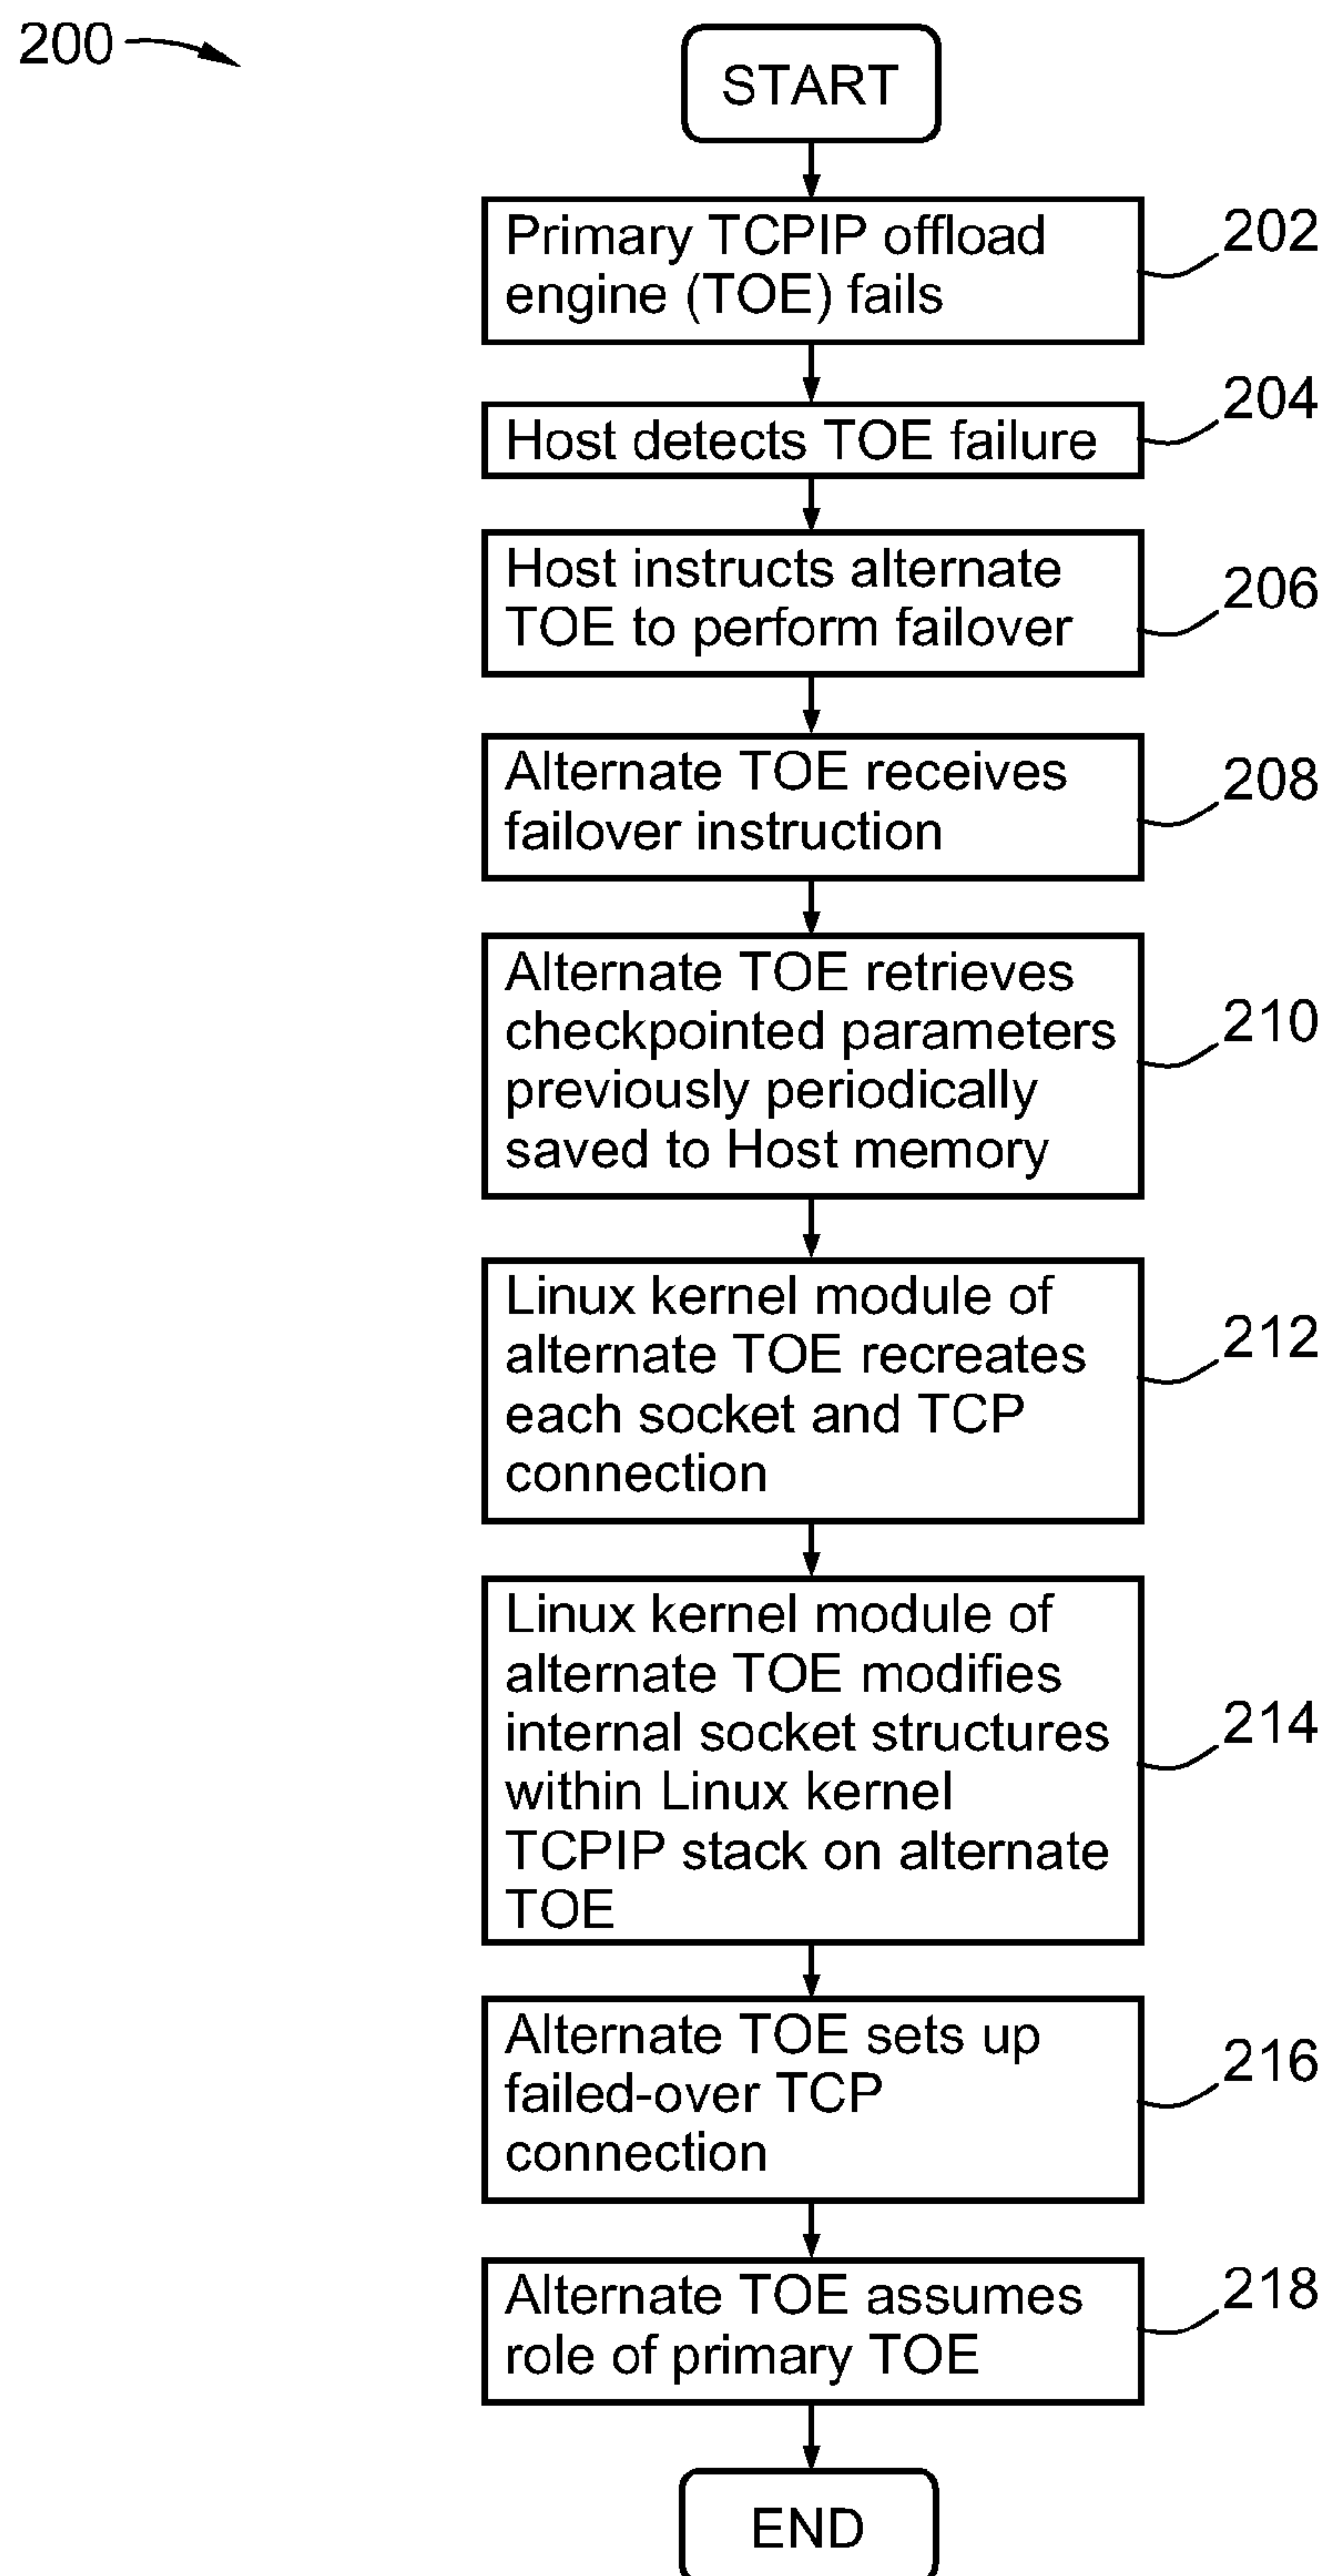 200
START
Primary TCPIP offload
engine (TOE) fails
202
Host detects TOE failure
204
Host instructs alternate
TOE to perform failover
206
Alternate TOE receives
failover instruction
208
Alternate TOE retrieves
checkpointed parameters
previously periodically
saved to Host memory
210
Linux kernel module of
alternate TOE recreates
each socket and TCP
connection
212
Linux kernel module of
alternate TOE modifies
internal socket structures
within Linux kernel
TCPIP stack on alternate
TOE
214
Alternate TOE sets up
failed-over TCP
connection
216
Alternate TOE assumes
role of primary TOE
218
END